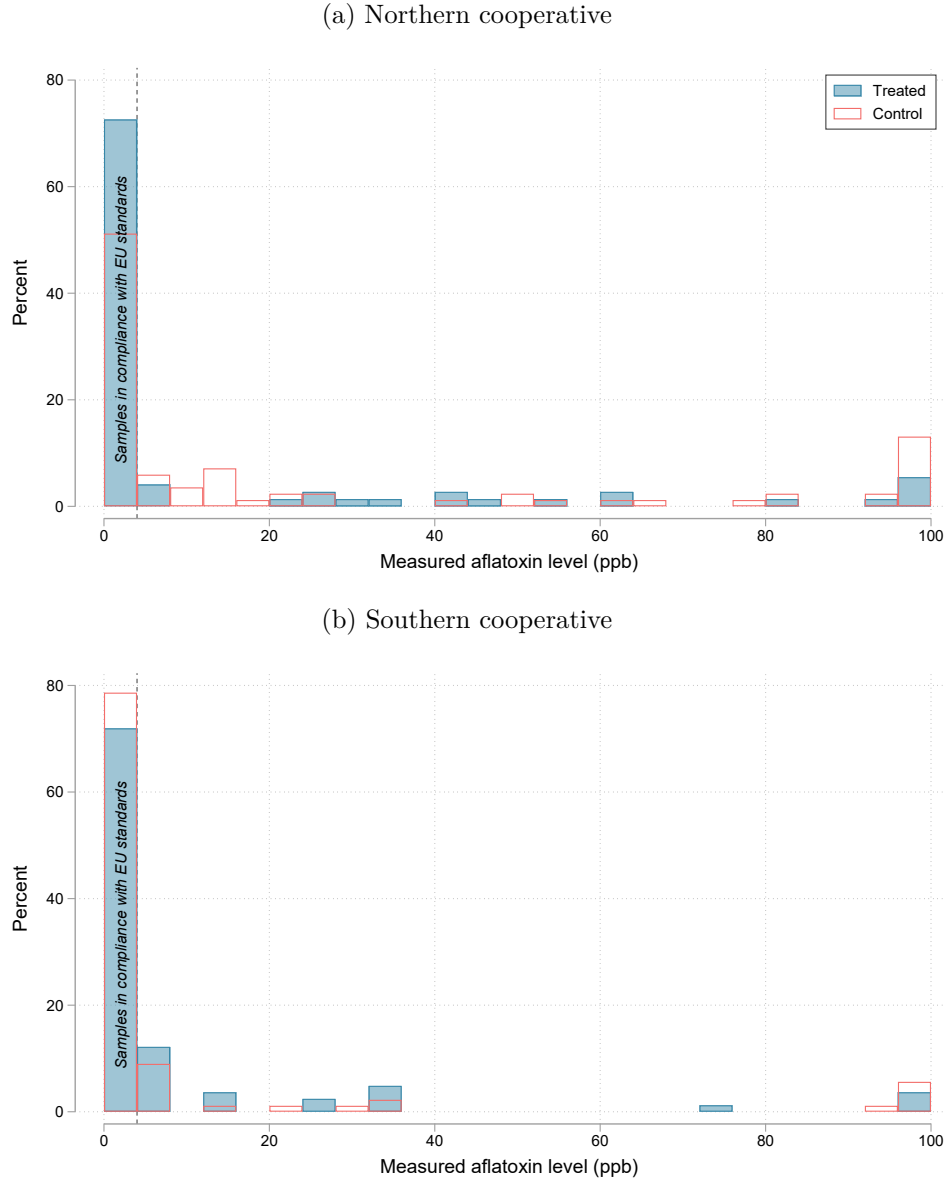 (a) Northern cooperative
80
60
40
20
0
Percent
Samples in compliance with EU standards
Treated
Control
0 20 40 60 80 100
Measured aflatoxin level (ppb)
(b) Southern cooperative
80
60
40
20
0
Percent
Samples in compliance with EU standards
0 20 40 60 80 100
Measured aflatoxin level (ppb)